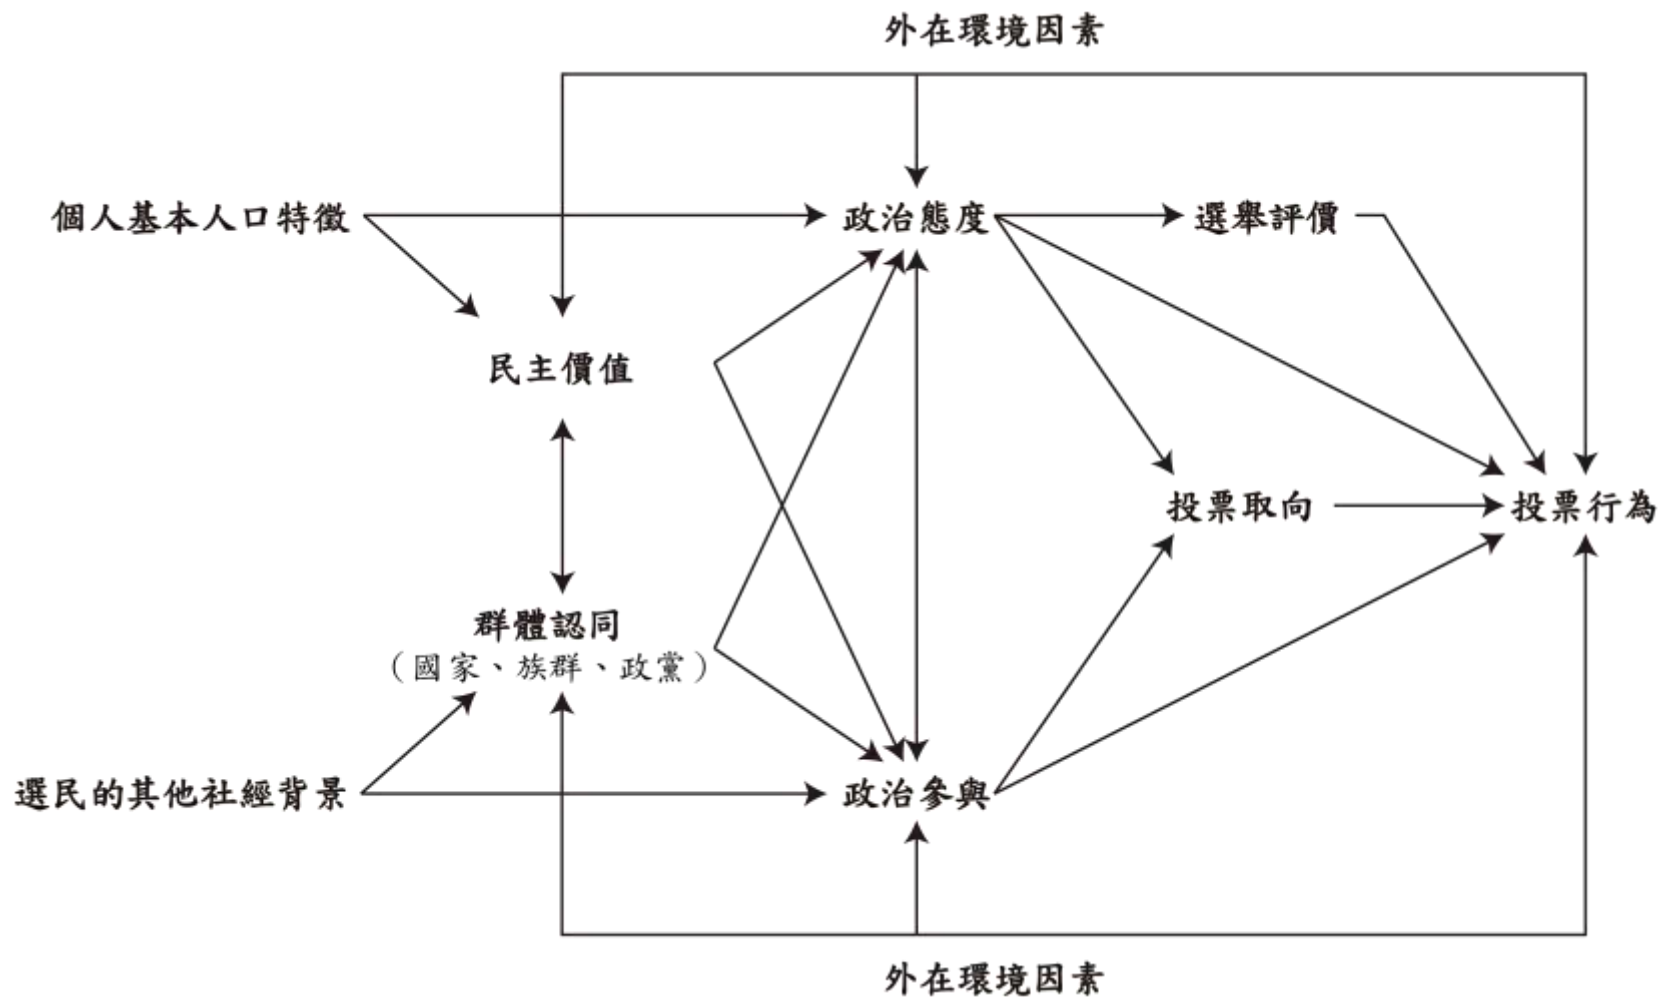 外在環境因素
個人基本人口特徵
政治態度
選舉評價
民主價值
投票取向
投票行為
群體認同
（國家、族群、政黨）
選民的其他社經背景
政治參與
外在環境因素